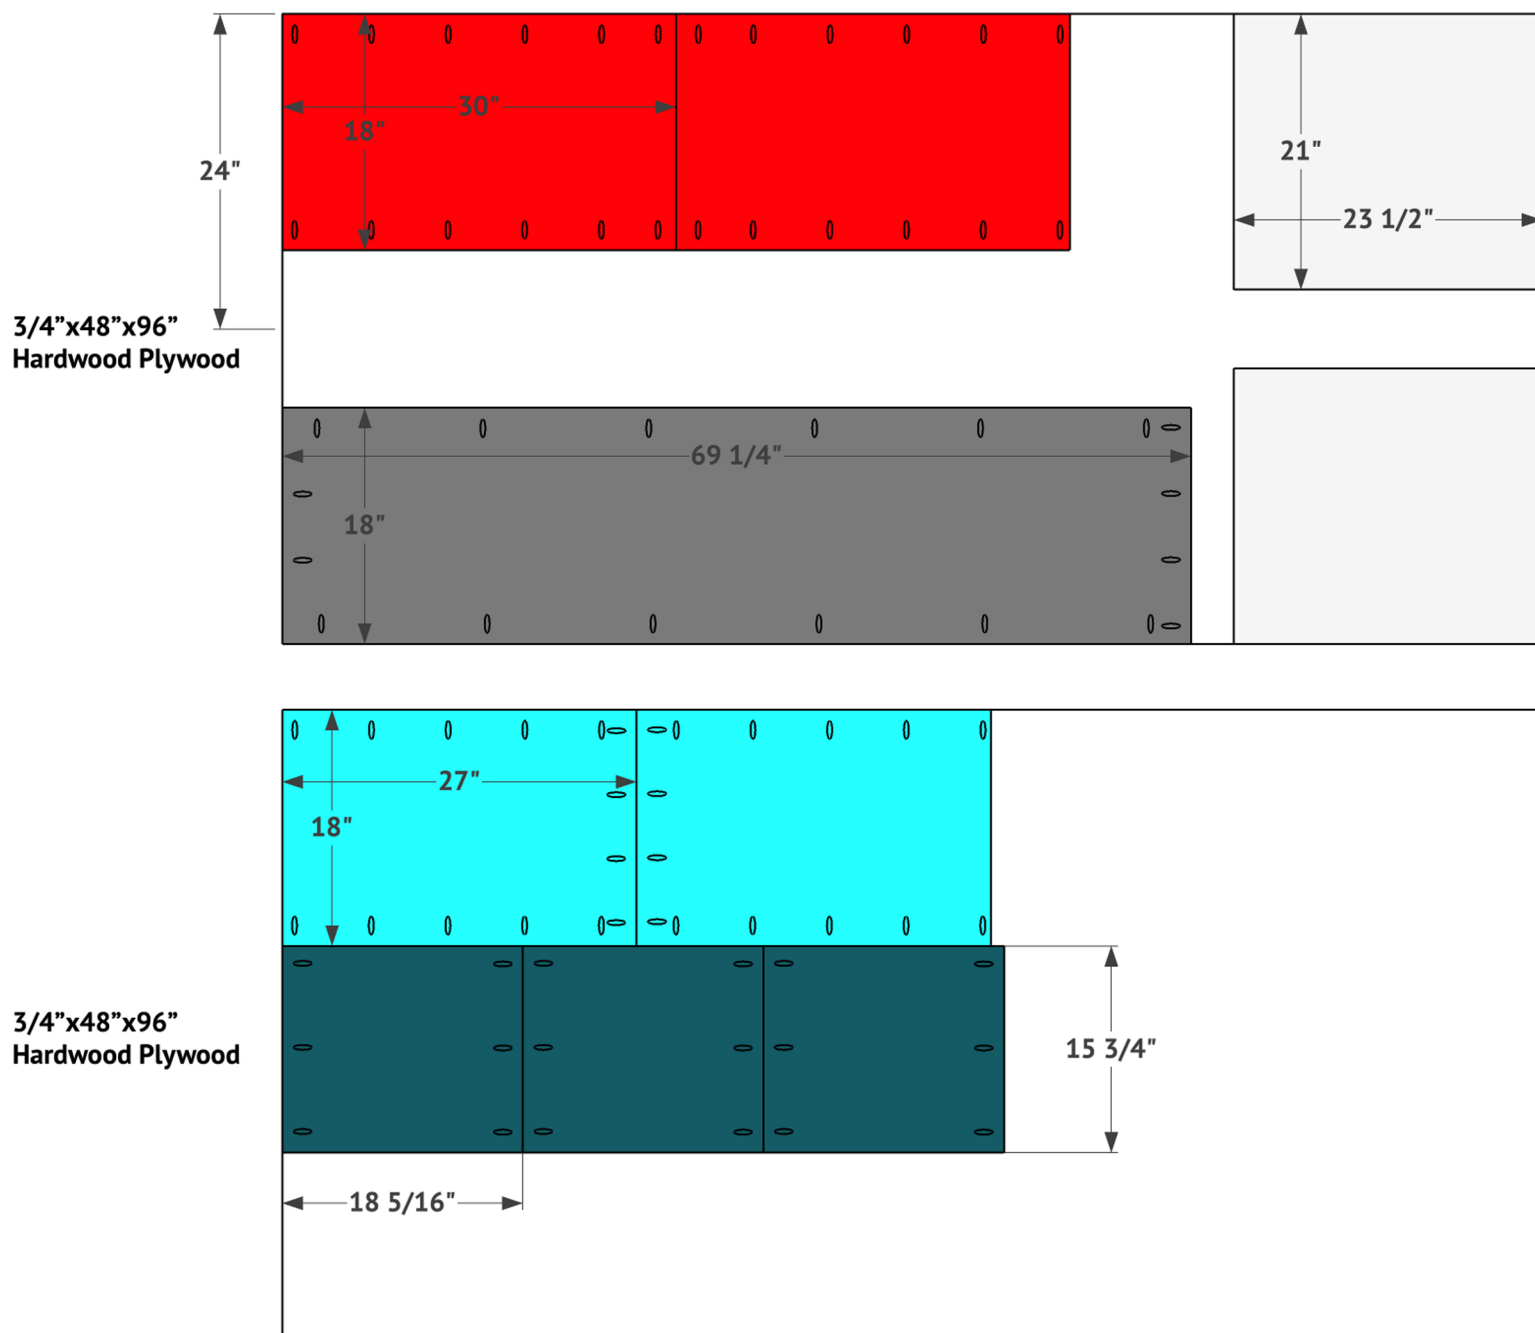 30"
18"
24"
21"
23 1/2"
3/4”x48”x96”
Hardwood Plywood
69 1/4"
18"
27"
18"
3/4”x48”x96”
Hardwood Plywood
15 3/4"
18 5/16"